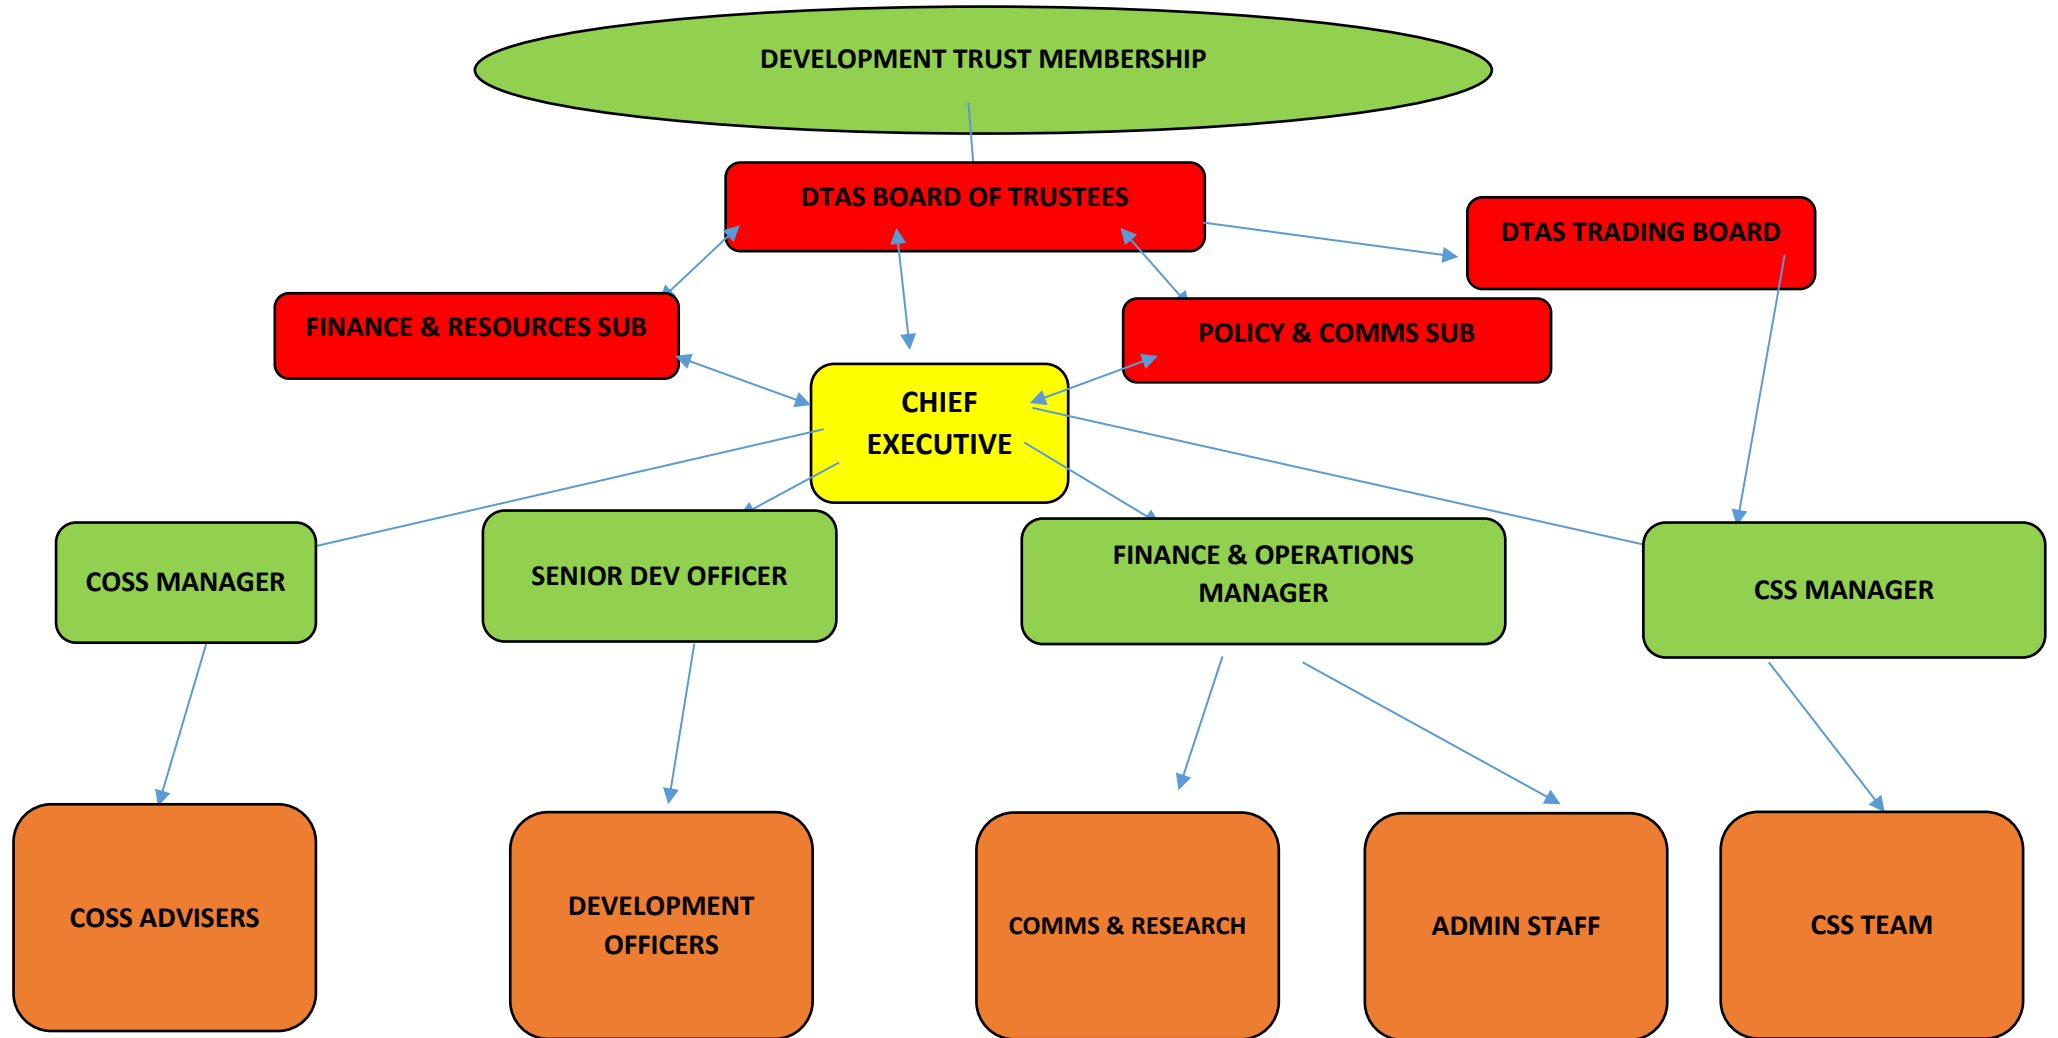 DEVELOPMENT TRUST MEMBERSHIP
DTAS BOARD OF TRUSTEES
DTAS TRADING BOARD
FINANCE & RESOURCES SUB
POLICY & COMMS SUB
CHIEF
EXECUTIVE
COSS MANAGER
SENIOR DEV OFFICER
FINANCE & OPERATIONS
MANAGER
CSS MANAGER
COSS ADVISERS
DEVELOPMENT
OFFICERS
COMMS & RESEARCH
ADMIN STAFF
CSS TEAM